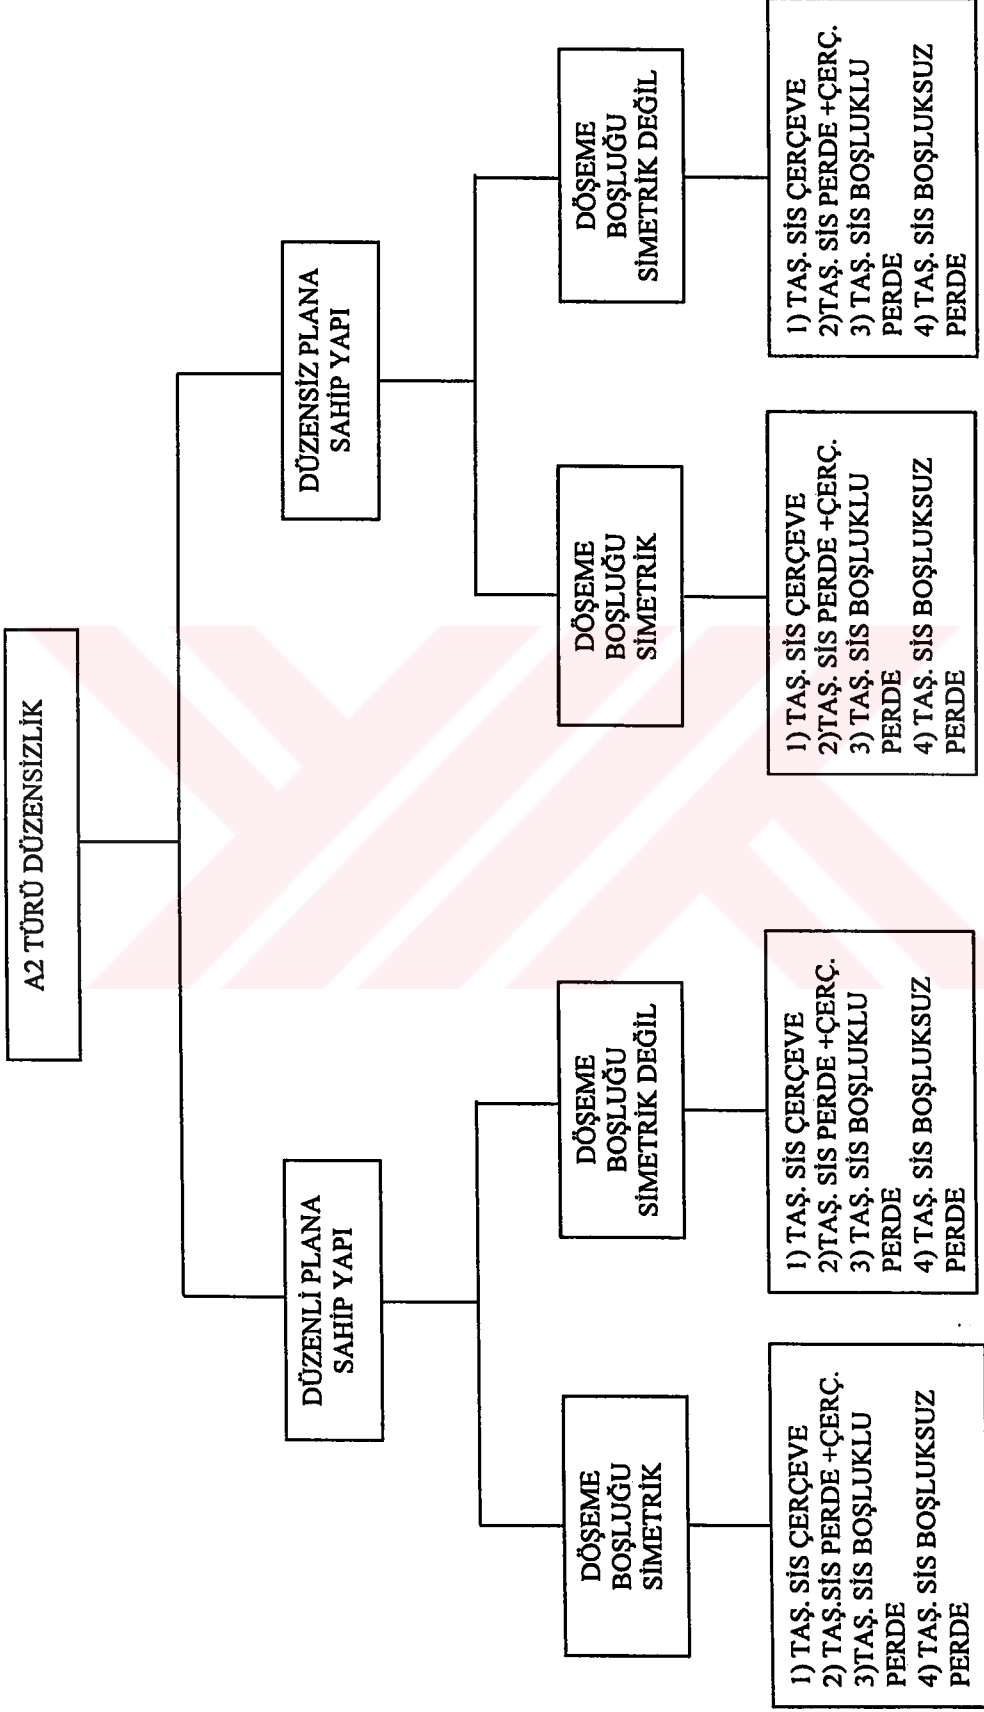 A2 TÜRÜ DÜZENSİZLİK
DÜZENLİ PLANA
SAHİP YAPI
DÜZENSİZ PLANA
SAHİP YAPI
DÖŞEME
BOŞLUĞU
SİMETRİK
DÖŞEME
BOŞLUĞU
SİMETRİK DEĞİL
DÖŞEME
BOŞLUĞU
SİMETRİK
DÖŞEME
BOŞLUĞU
SİMETRİK DEĞİL
1) TAŞ. SİS ÇERÇEVE
2) TAŞ.SİS PERDE +ÇERÇ.
3)TAŞ. SİS BOŞLUKLU
PERDE
4) TAŞ. SİS BOŞLUKSUZ
PERDE
1) TAŞ. SİS ÇERÇEVE
2)TAŞ. SİS PERDE +ÇERÇ.
3) TAŞ. SİS BOŞLUKLU
PERDE
4) TAŞ. SİS BOŞLUKSUZ
PERDE
1) TAŞ. SİS ÇERÇEVE
2)TAŞ. SİS PERDE +ÇERÇ.
3) TAŞ. SİS BOŞLUKLU
PERDE
4) TAŞ. SİS BOŞLUKSUZ
PERDE
1) TAŞ. SİS ÇERÇEVE
2)TAŞ. SİS PERDE +ÇERÇ.
3) TAŞ. SİS BOŞLUKLU
PERDE
4) TAŞ. SİS BOŞLUKSUZ
PERDE